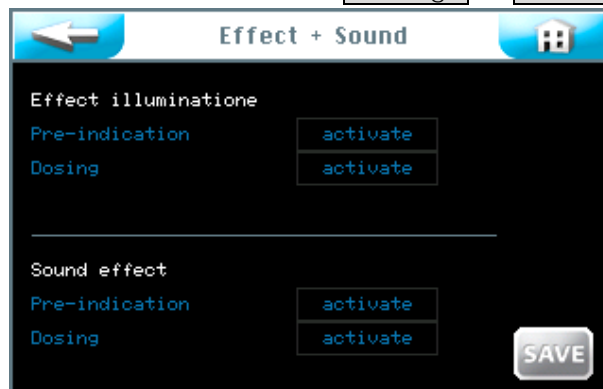 Effect + Sound
Effect illuminatione
Pre-indication activate
Dosing activate
Sound effect
Pre-indication activate
Dosing activate
SAVE